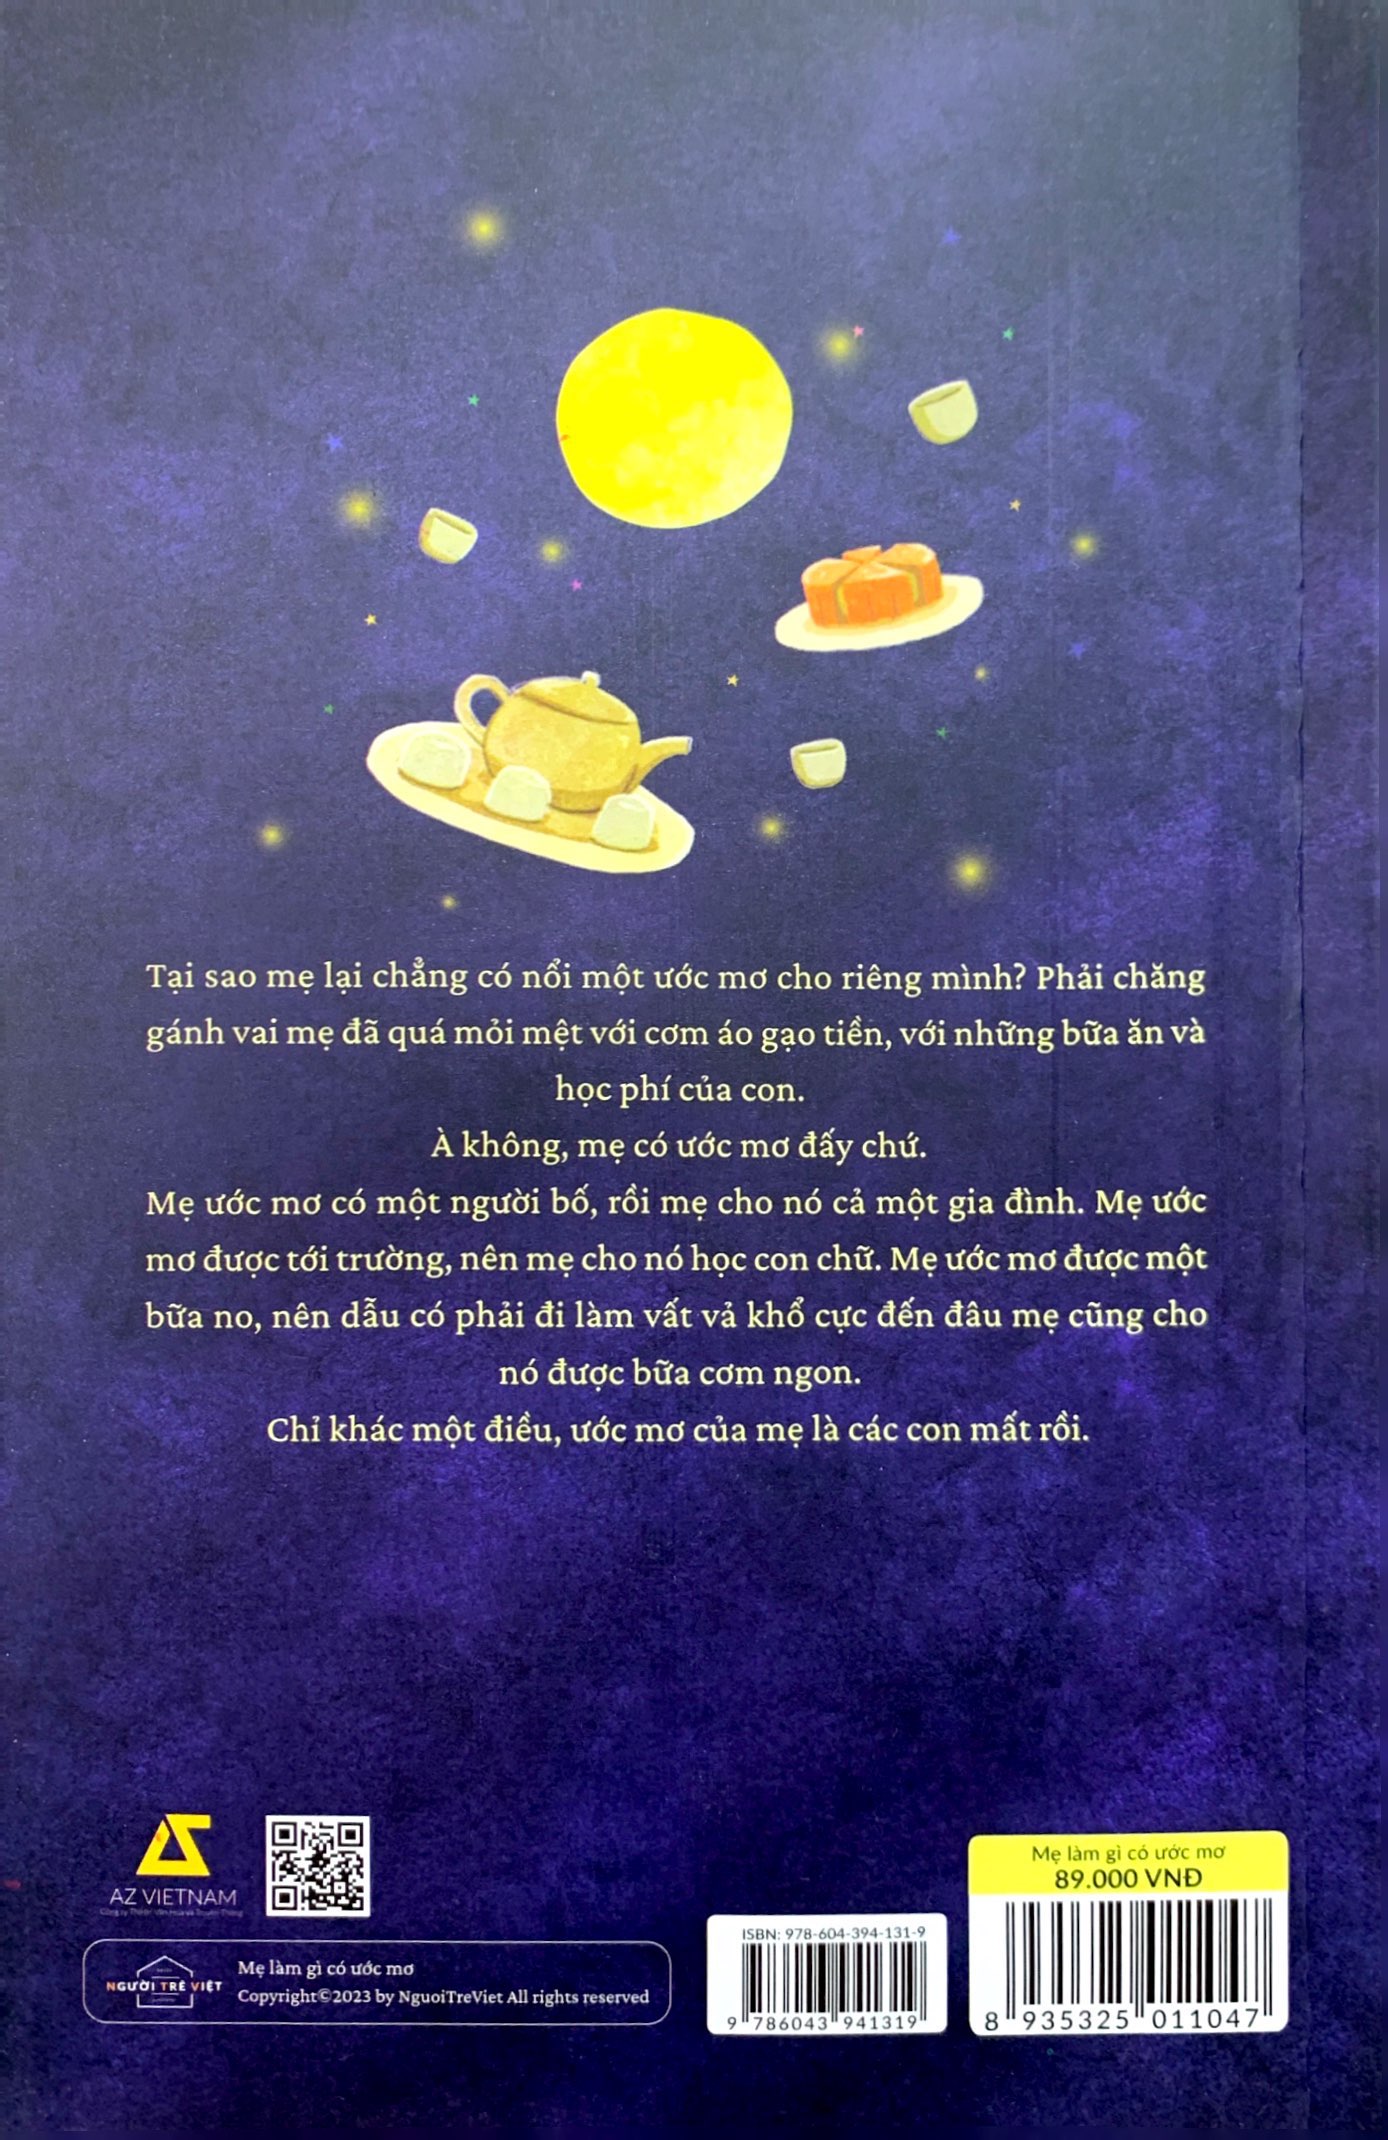 Tại sao mẹ lại chẳng có nổi một ước mơ cho riêng mình? Phải chăng
gánh vai mẹ đã quá mỏi mệt với cơm áo gạo tiền, với những bữa ăn và
học phí của con.
À không, mẹ có ước mơ đấy chứ.
Mẹ ước mơ có một người bố, rồi mẹ cho nó cả một gia đình. Mẹ ước
mơ được tới trường, nên mẹ cho nó học con chữ. Mẹ ước mơ được một
bữa no, nên dẫu có phải đi làm vất vả khổ cực đến đâu mẹ cũng cho
nó được bữa cơm ngon.
Chỉ khác một điều, ước mơ của mẹ là các con mất rồi.
AZ VIETNAM
NGƯỜI TRẺ VIỆT
Mẹ làm gì có ước mơ
Copyright©2023 by NguoiTreViet All rights reserved
ISBN: 978-604-394-131-9
9 786043 941319
Mẹ làm gì có ước mơ
89.000 VNĐ
8 935325 011047